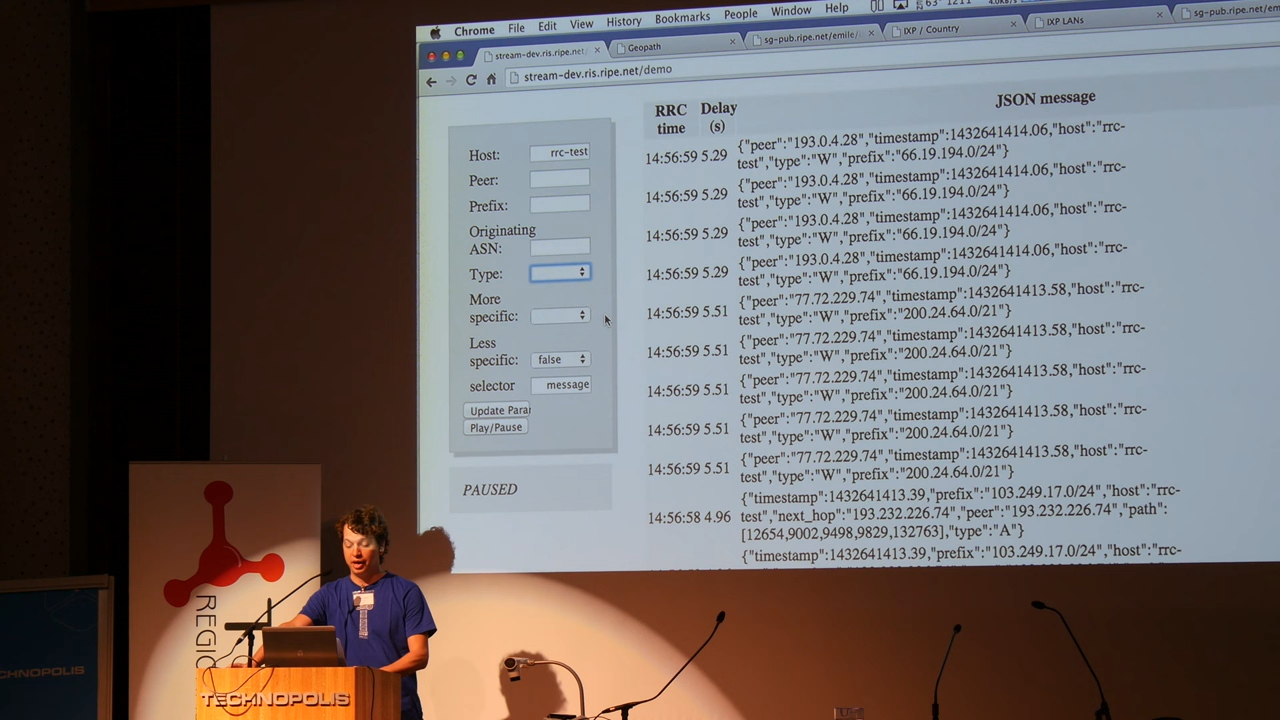 Chrome File Edit View History Bookmarks People Window Help 63° 1211
stream-dev.ris.ripe.net/ Geopath sg-pub.ripe.net/emile/ IXP / Country IXP LANs sg-pub.ripe.net/emile/
stream-dev.ris.ripe.net/demo
Host: rrc-test
Peer:
Prefix:
Originating
ASN:
Type:
More
specific:
Less
specific: false
selector message
Update Para
Play/Pause
PAUSED
RRC Delay JSON message
time (s)
{"peer":"193.0.4.28","timestamp":1432641414.06,"host":"rrc-
14:56:59 5.29 test","type":"W","prefix":"66.19.194.0/24"}
{"peer":"193.0.4.28","timestamp":1432641414.06,"host":"rrc-
14:56:59 5.29 test","type":"W","prefix":"66.19.194.0/24"}
{"peer":"193.0.4.28","timestamp":1432641414.06,"host":"rrc-
14:56:59 5.29 test","type":"W","prefix":"66.19.194.0/24"}
{"peer":"193.0.4.28","timestamp":1432641414.06,"host":"rrc-
14:56:59 5.29 test","type":"W","prefix":"66.19.194.0/24"}
{"peer":"77.72.229.74","timestamp":1432641413.58,"host":"rrc-
14:56:59 5.51 test","type":"W","prefix":"200.24.64.0/21"}
{"peer":"77.72.229.74","timestamp":1432641413.58,"host":"rrc-
14:56:59 5.51 test","type":"W","prefix":"200.24.64.0/21"}
{"peer":"77.72.229.74","timestamp":1432641413.58,"host":"rrc-
14:56:59 5.51 test","type":"W","prefix":"200.24.64.0/21"}
{"peer":"77.72.229.74","timestamp":1432641413.58,"host":"rrc-
14:56:59 5.51 test","type":"W","prefix":"200.24.64.0/21"}
{"peer":"77.72.229.74","timestamp":1432641413.58,"host":"rrc-
14:56:59 5.51 test","type":"W","prefix":"200.24.64.0/21"}
{"timestamp":1432641413.39,"prefix":"103.249.17.0/24","host":"rrc-
14:56:58 4.96 test","next_hop":"193.232.226.74","peer":"193.232.226.74","path":
[12654,9002,9498,9829,132763],"type":"A"}
{"timestamp":1432641413.39,"prefix":"103.249.17.0/24","host":"rrc-
REGIO
CHNOPOLIS
TECHNOPOLIS